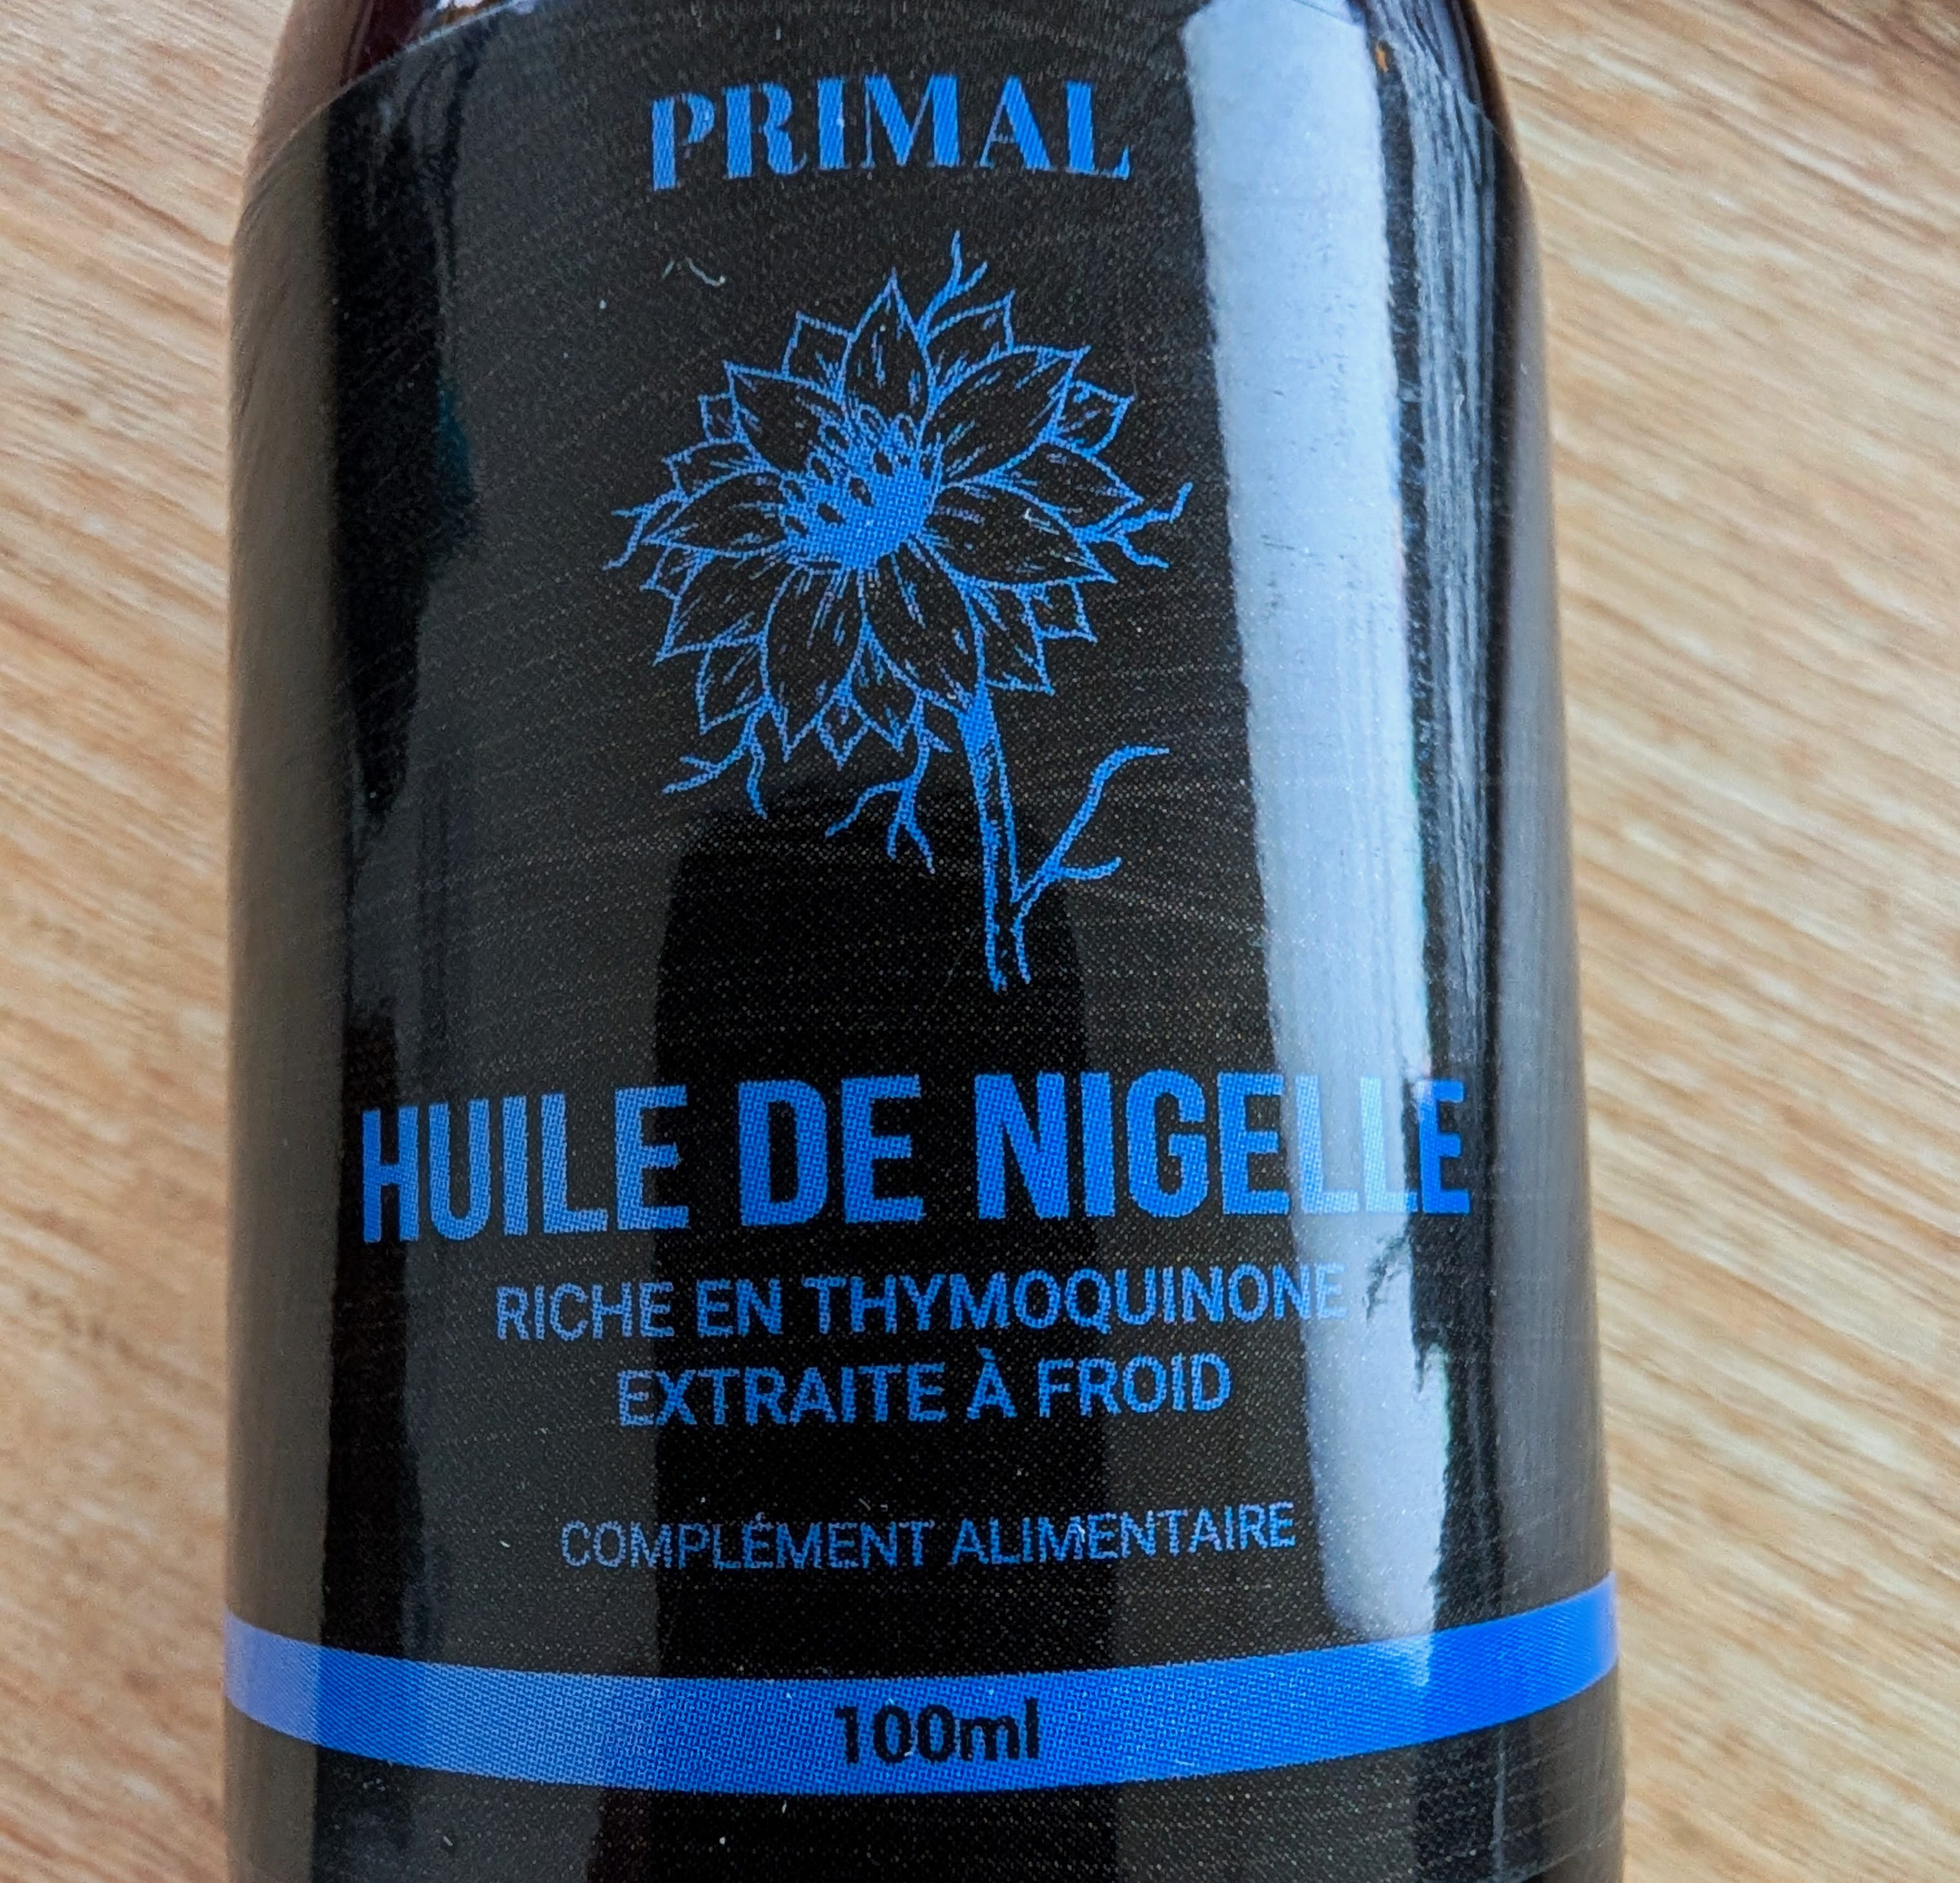 PRIMAL
HUILE DE NIGELLE
RICHE EN THYMOQUINONE
EXTRAITE À FROID
COMPLÉMENT ALIMENTAIRE
100ml